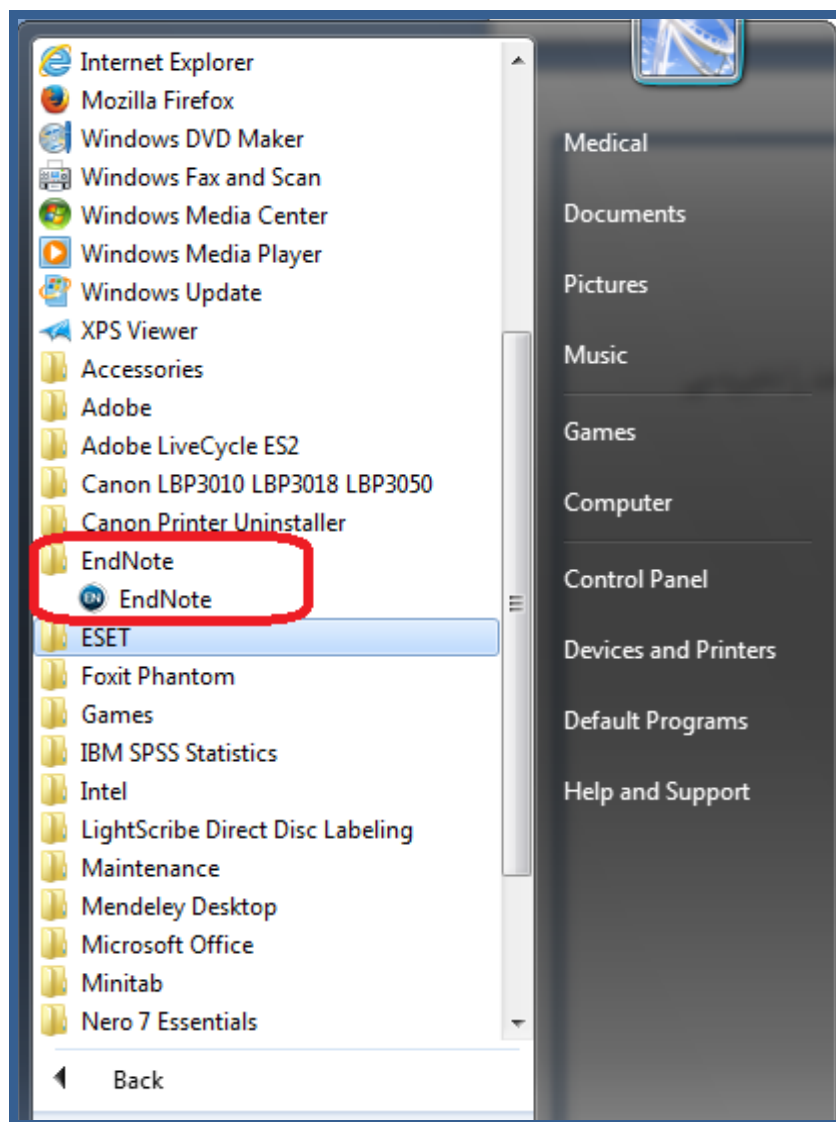 Internet Explorer
Mozilla Firefox
Windows DVD Maker
Windows Fax and Scan
Windows Media Center
Windows Media Player
Windows Update
XPS Viewer
Accessories
Adobe
Adobe LiveCycle ES2
Canon LBP3010 LBP3018 LBP3050
Canon Printer Uninstaller
EndNote
EN EndNote
ESET
Foxit Phantom
Games
IBM SPSS Statistics
Intel
LightScribe Direct Disc Labeling
Maintenance
Mendeley Desktop
Microsoft Office
Minitab
Nero 7 Essentials
Back
Medical
Documents
Pictures
Music
Games
Computer
Control Panel
Devices and Printers
Default Programs
Help and Support